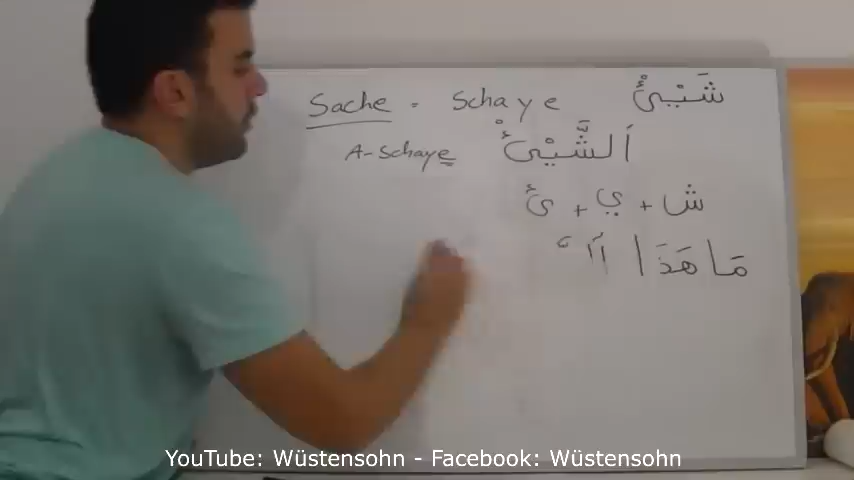 Sache - Schaye شَيْئْ
A-Schaye اَلشَّيْئْ
ش + ي + ئ
مَا هَذَا
YouTube: Wüstensohn - Facebook: Wüstensohn